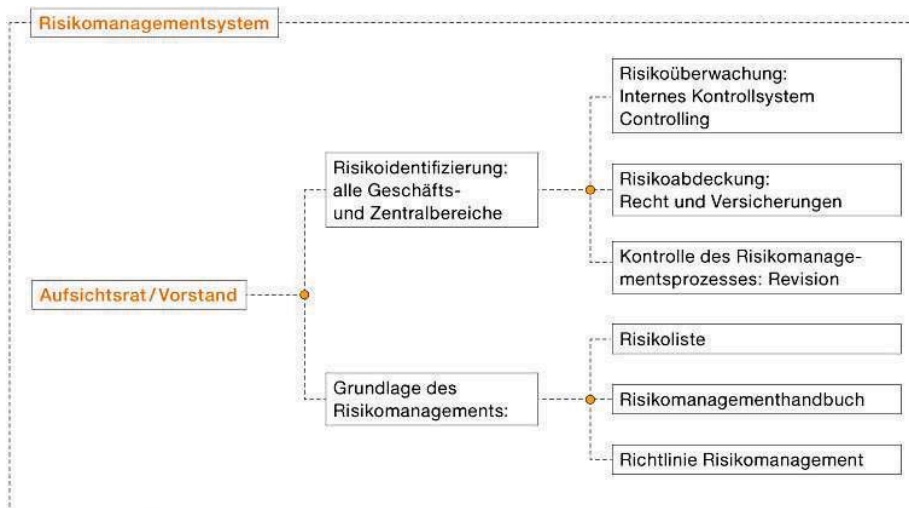 Risikomanagementsystem
Risikoüberwachung:
Internes Kontrollsystem
Controlling
Risikoidentifizierung:
alle Geschäfts-
und Zentralbereiche
Risikoabdeckung:
Recht und Versicherungen
Kontrolle des Risikomanage-
mentsprozesses: Revision
Aufsichtsrat/Vorstand
Grundlage des
Risikomanagements:
Risikoliste
Risikomanagementhandbuch
Richtlinie Risikomanagement